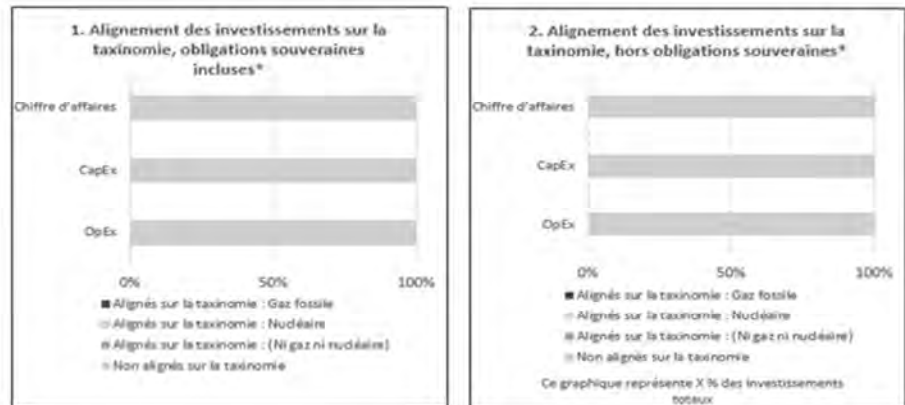 1. Alignement des investissements sur la
taxinomie, obligations souveraines
incluses*
Chiffre d'affaires
CapEx
OpEx
0% 50% 100%
Alignés sur la taxinomie : Gaz fossile
Alignés sur la taxinomie : Nucléaire
Alignés sur la taxinomie : (Ni gaz ni nucléaire)
Non alignés sur la taxinomie
2. Alignement des investissements sur la
taxinomie, hors obligations souveraines*
Chiffre d'affaires
CapEx
OpEx
0% 50% 100%
Alignés sur la taxinomie : Gaz fossile
Alignés sur la taxinomie : Nucléaire
Alignés sur la taxinomie : (Ni gaz ni nucléaire)
Non alignés sur la taxinomie
Ce graphique représente X % des investissements
totaux